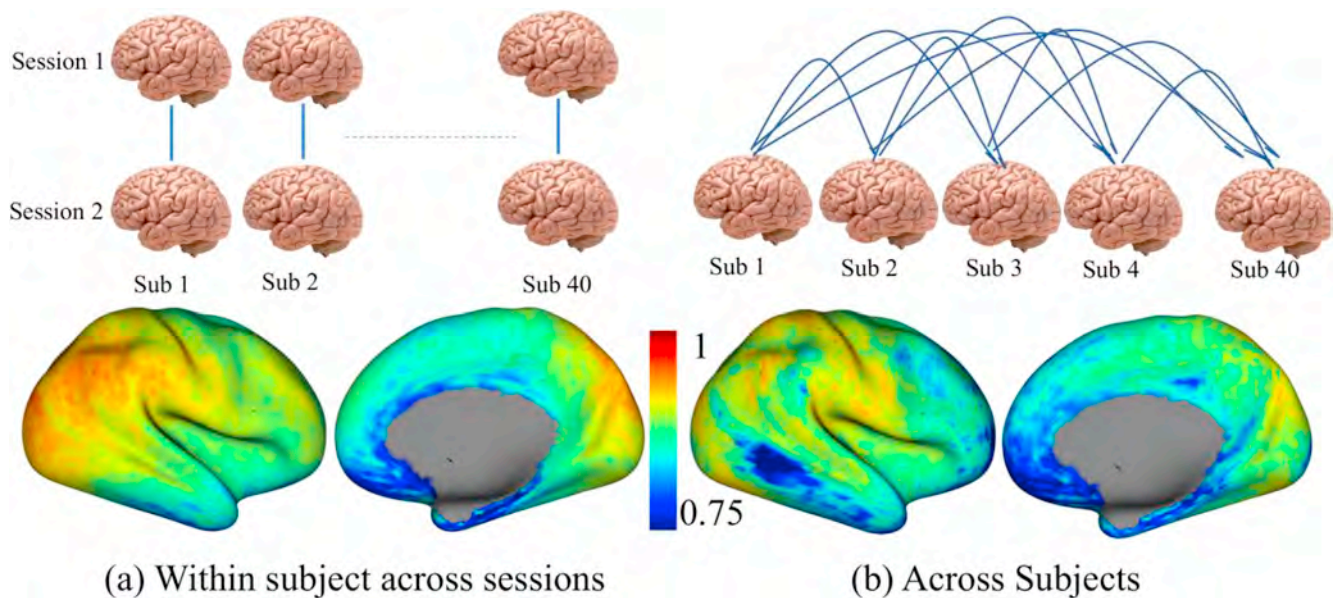 Session 1
Session 2
Sub 1
Sub 2
Sub 40
Sub 1
Sub 2
Sub 3
Sub 4
Sub 40
1
0.75
(a) Within subject across sessions
(b) Across Subjects